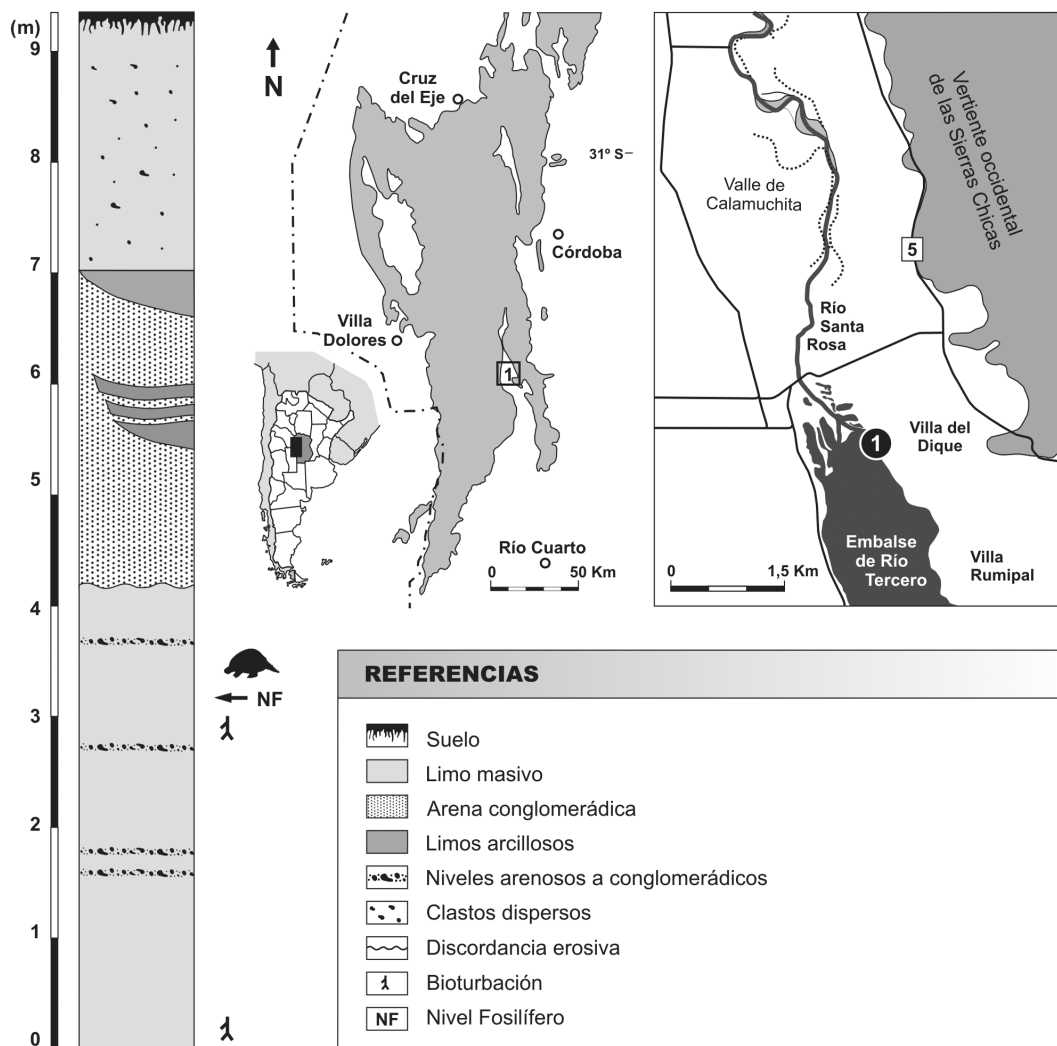 (m)
9
8
7
6
5
4
3
2
1
0
NF
N
Cruz
del Eje
31º S
Córdoba
Villa
Dolores
1
Río Cuarto
0 50 Km
Vertiente occidental
de las Sierras Chicas
Valle de
Calamuchita
5
Río
Santa
Rosa
Villa del
Dique
1
Embalse
de Río
Tercero
Villa
Rumipal
0 1,5 Km
REFERENCIAS
Suelo
Limo masivo
Arena conglomerádica
Limos arcillosos
Niveles arenosos a conglomerádicos
Clastos dispersos
Discordancia erosiva
Bioturbación
NF Nivel Fosilífero